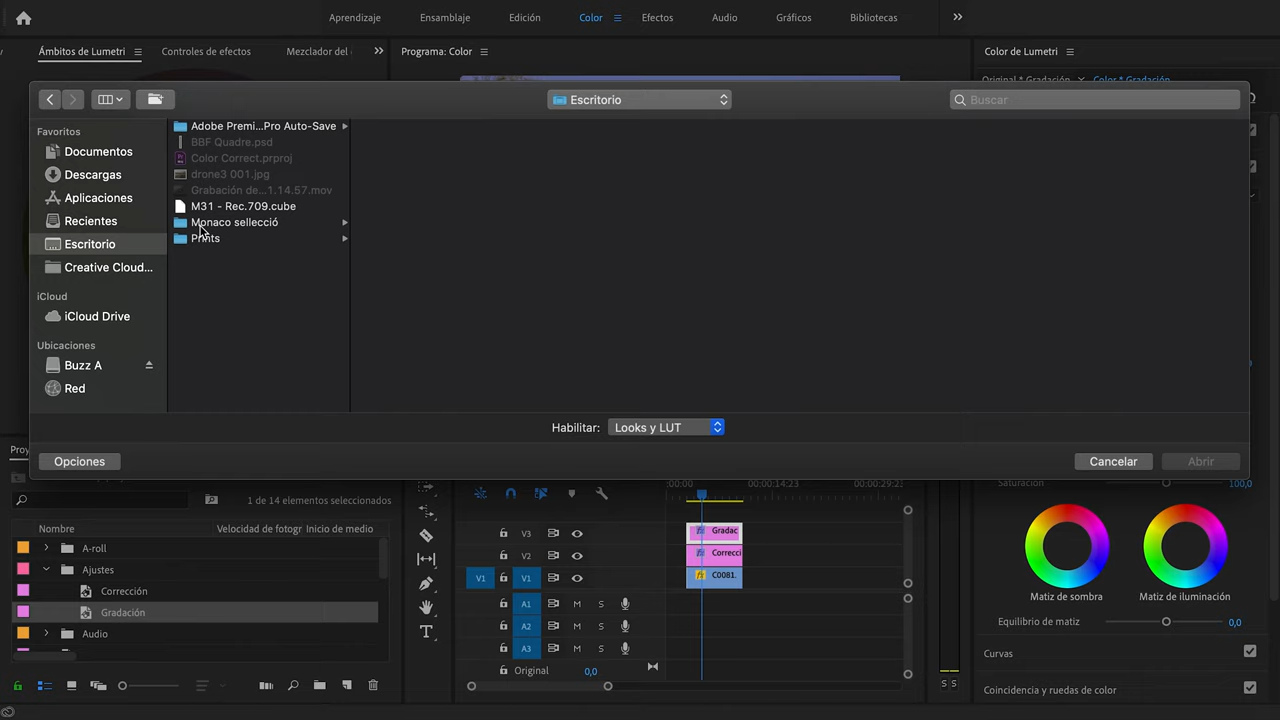 Aprendizaje Ensamblaje Edición Color Efectos Audio Gráficos Bibliotecas
Ámbitos de Lumetri Controles de efectos Mezclador del Programa: Color Color de Lumetri
Original * Gradación Color * Gradación
Escritorio
Buscar
Favoritos
Documentos
Descargas
Aplicaciones
Recientes
Escritorio
Creative Cloud...
iCloud
iCloud Drive
Ubicaciones
Buzz A
Red
Adobe Premi...Pro Auto-Save
BBF Quadre.psd
Color Correct.prproj
drone3 001.jpg
Grabación de...1.14.57.mov
M31 - Rec.709.cube
Monaco sellecció
Prints
Habilitar: Looks y LUT
Opciones Cancelar Abrir
Proy
1 de 14 elementos seleccionados
Nombre Velocidad de fotogr Inicio de medio
A-roll
Ajustes
Corrección
Gradación
Audio
:00:00 00:00:14:23 00:00:29:23
V3 Gradac
V2 Correcci
V1 V1 C0081.
A1 M S
A2 M S
A3 M S
Original 0,0
S S
Saturación 100,0
Matiz de sombra Matiz de iluminación
Equilibrio de matiz 0,0
Curvas
Coincidencia y ruedas de color